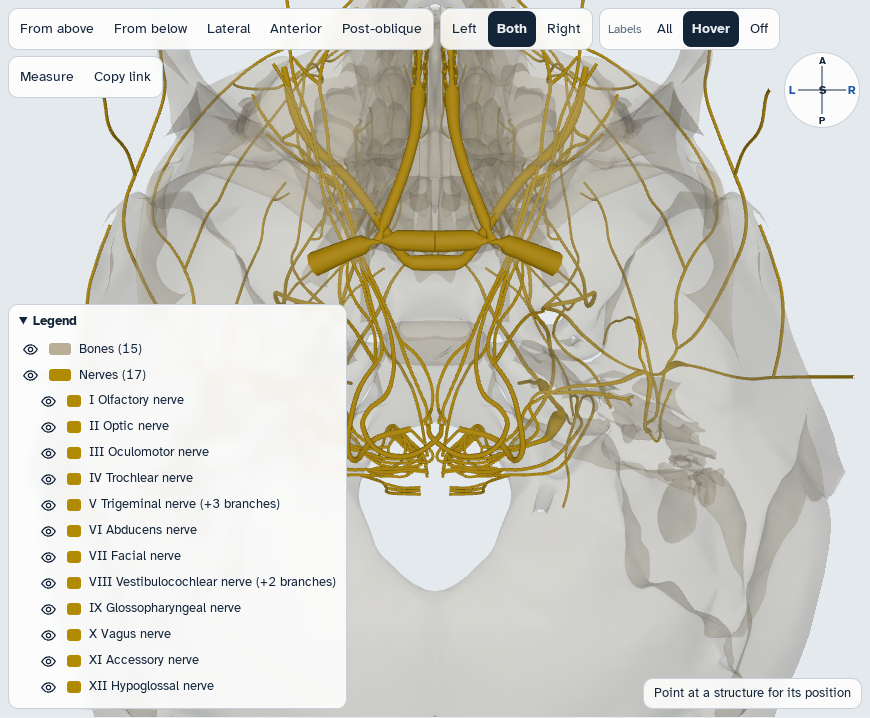 From above From below Lateral Anterior Post-oblique Left Both Right Labels All Hover Off
Measure Copy link
A
L S R
P
▼ Legend
Bones (15)
Nerves (17)
I Olfactory nerve
II Optic nerve
III Oculomotor nerve
IV Trochlear nerve
V Trigeminal nerve (+3 branches)
VI Abducens nerve
VII Facial nerve
VIII Vestibulocochlear nerve (+2 branches)
IX Glossopharyngeal nerve
X Vagus nerve
XI Accessory nerve
XII Hypoglossal nerve
Point at a structure for its position